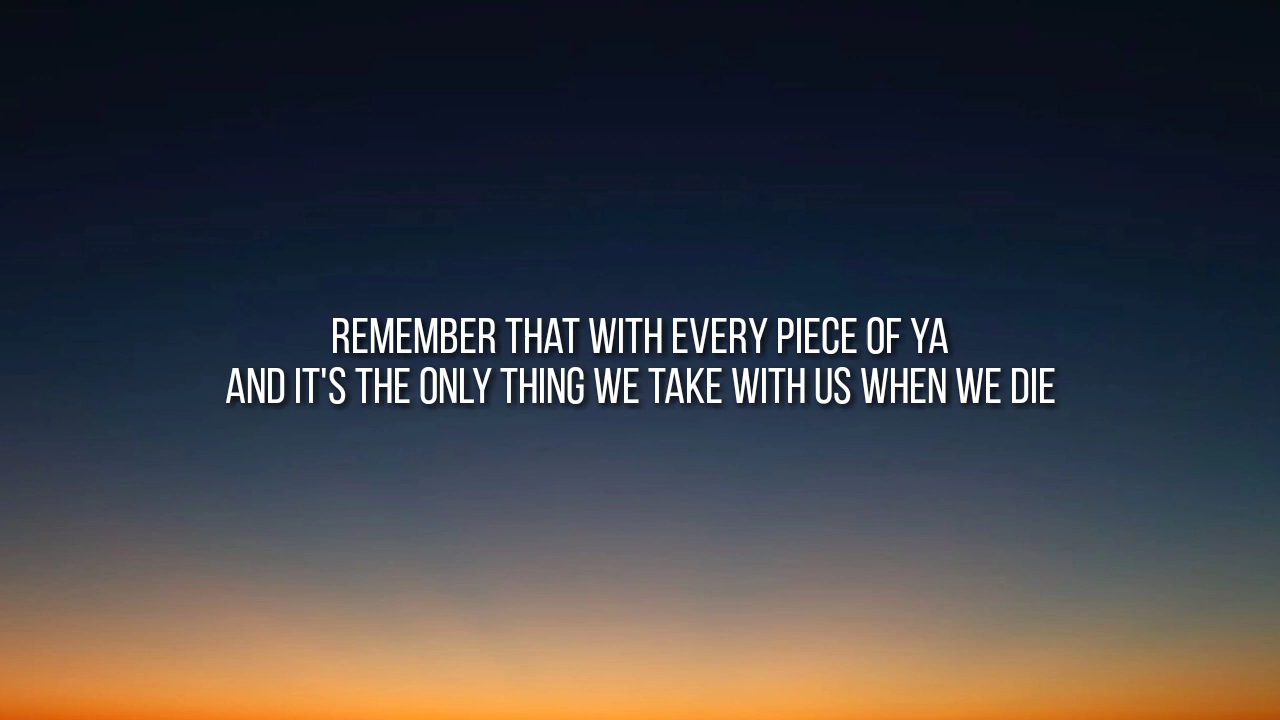 REMEMBER THAT WITH EVERY PIECE OF YA
AND IT'S THE ONLY THING WE TAKE WITH US WHEN WE DIE